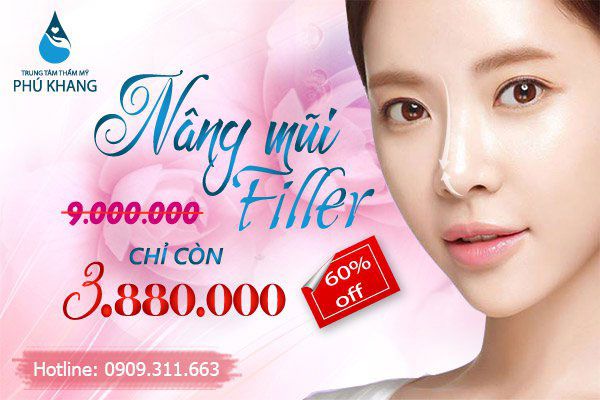 TRUNG TÂM THẨM MỸ
PHÚ KHANG
Nâng mũi
Filler
9.000.000
CHỈ CÒN
3.880.000
60%
off
Hotline: 0909.311.663